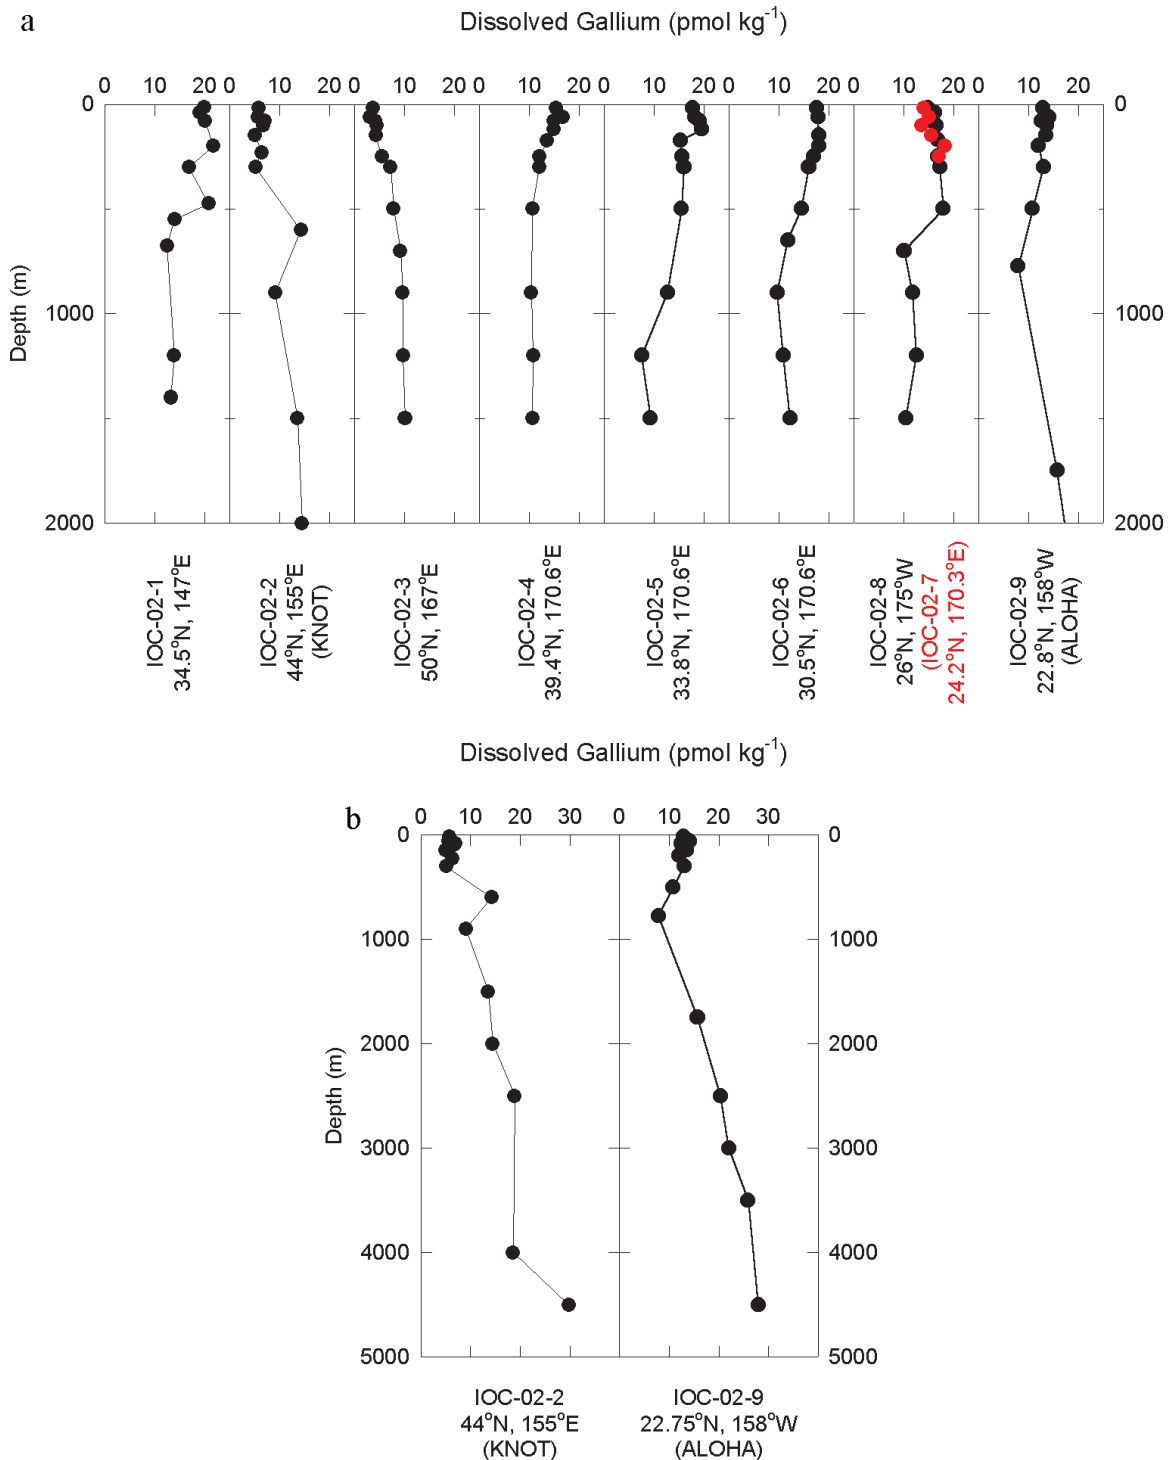 a
Dissolved Gallium (pmol kg⁻¹)
0 10 20 0 10 20 0 10 20 0 10 20 0 10 20 0 10 20 0 10 20 0 10 20
0 0
1000 1000
2000 2000
Depth (m)
IOC-02-1
34.5°N, 147°E
IOC-02-2
44°N, 155°E
(KNOT)
IOC-02-3
50°N, 167°E
IOC-02-4
39.4°N, 170.6°E
IOC-02-5
33.8°N, 170.6°E
IOC-02-6
30.5°N, 170.6°E
IOC-02-8
26°N, 175°W
(IOC-02-7
24.2°N, 170.3°E)
IOC-02-9
22.8°N, 158°W
(ALOHA)
Dissolved Gallium (pmol kg⁻¹)
b
0 10 20 30 0 10 20 30
0 0
1000 1000
2000 2000
3000 3000
4000 4000
5000 5000
Depth (m)
IOC-02-2
44°N, 155°E
(KNOT)
IOC-02-9
22.75°N, 158°W
(ALOHA)